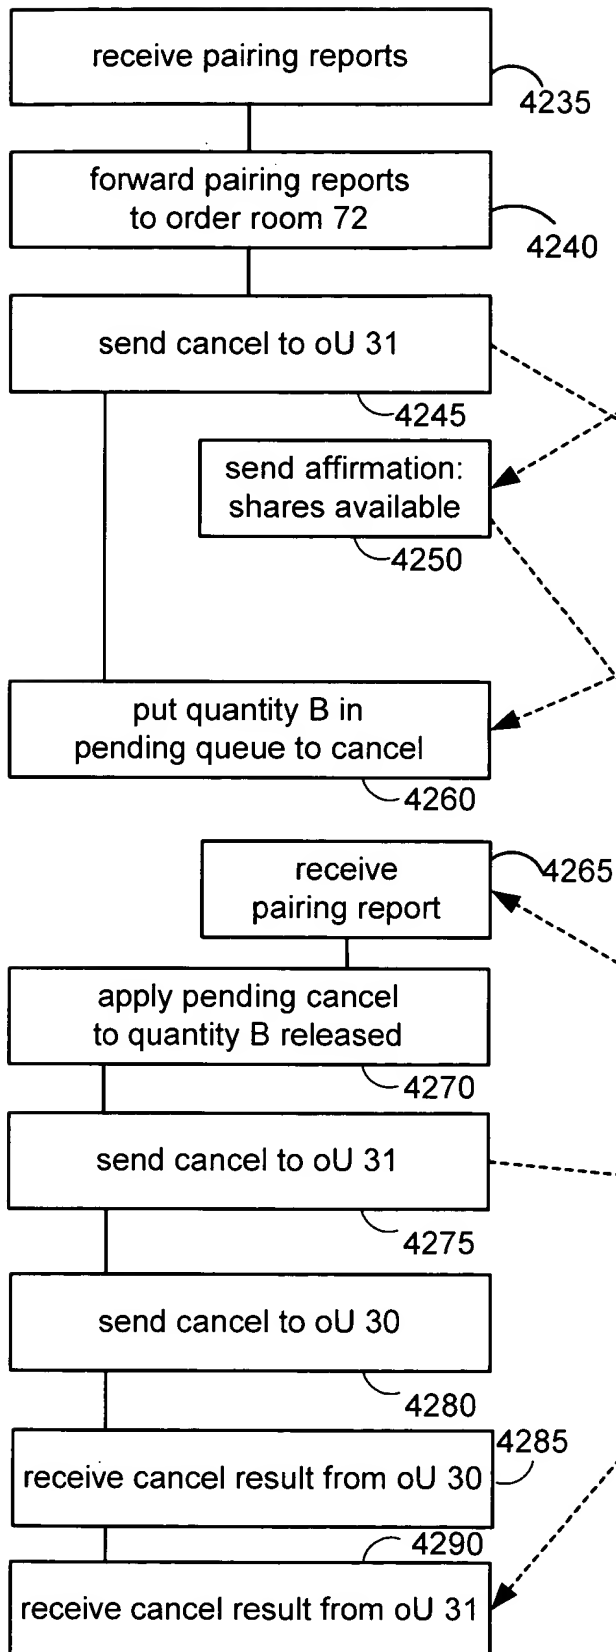 receive pairing reports
4235
forward pairing reports
to order room 72
4240
send cancel to oU 31
4245
send affirmation:
shares available
4250
put quantity B in
pending queue to cancel
4260
receive
pairing report
4265
apply pending cancel
to quantity B released
4270
send cancel to oU 31
4275
send cancel to oU 30
4280
4285
receive cancel result from oU 30
4290
receive cancel result from oU 31